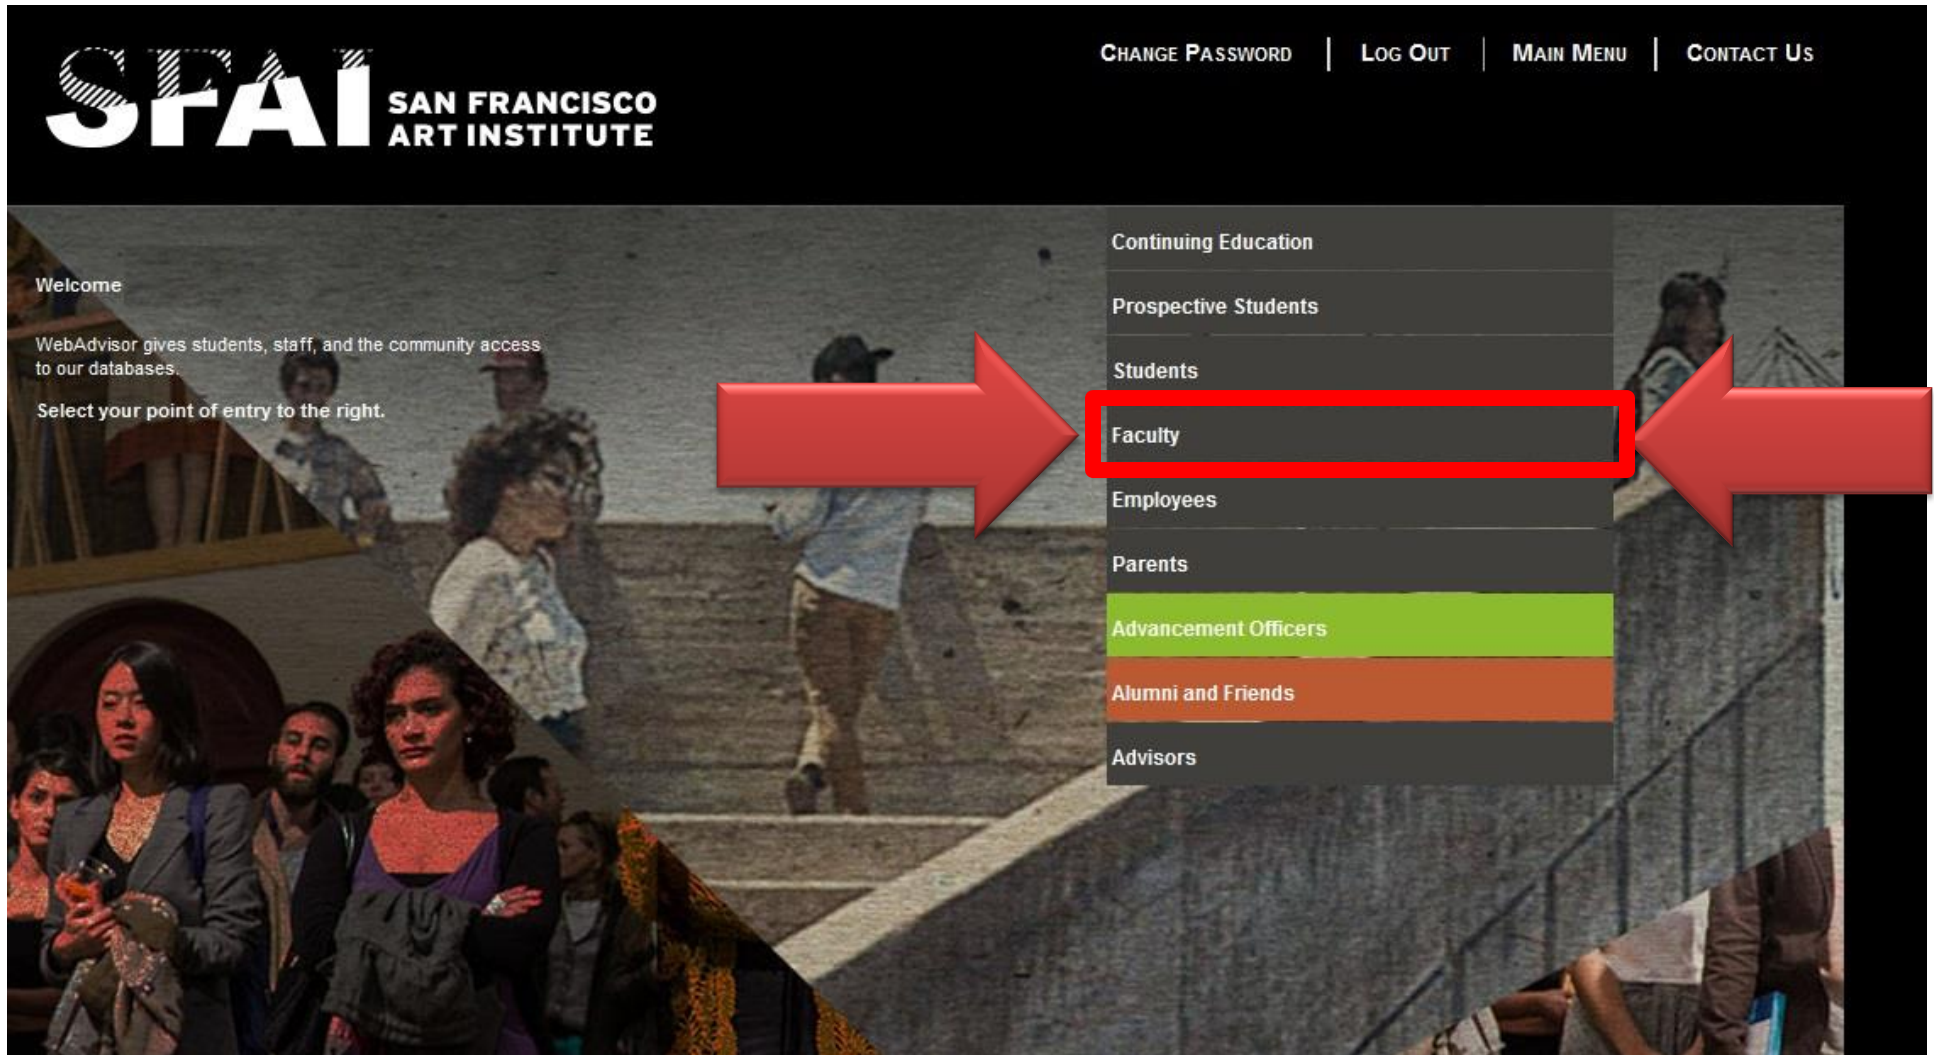 SFAI
SAN FRANCISCO
ART INSTITUTE
CHANGE PASSWORD | LOG OUT | MAIN MENU | CONTACT US
Welcome
WebAdvisor gives students, staff, and the community access
to our databases.
Select your point of entry to the right.
Continuing Education
Prospective Students
Students
Faculty
Employees
Parents
Advancement Officers
Alumni and Friends
Advisors